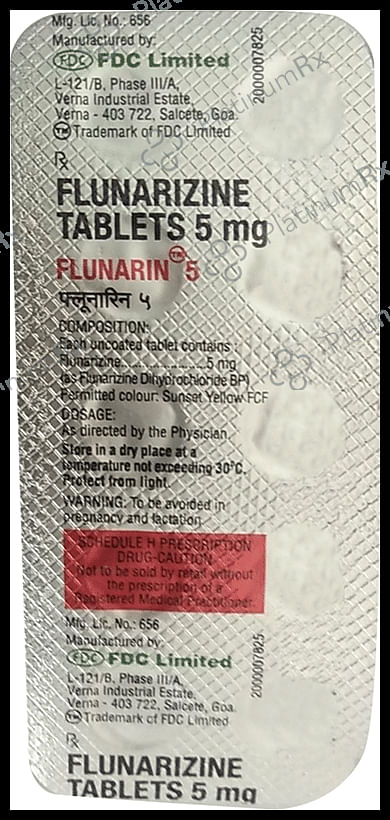 Mfg. Lic. No.: 656
Manufactured by:
FDC FDC Limited
L-121/B, Phase III/A,
Verna Industrial Estate,
Verna - 403 722, Salcete, Goa.
TM Trademark of FDC Limited
2000007825
℞
FLUNARIZINE
TABLETS 5 mg
FLUNARIN™ 5
फ्लूनारिन ५
COMPOSITION:
Each uncoated tablet contains :
Flunarizine......................5 mg
(as Flunarizine Dihydrochloride BP)
Permitted colour: Sunset Yellow FCF
DOSAGE:
As directed by the Physician.
Store in a dry place at a
temperature not exceeding 30°C.
Protect from light.
WARNING: To be avoided in
pregnancy and lactation.
SCHEDULE H PRESCRIPTION
DRUG-CAUTION
Not to be sold by retail without
the prescription of a
Registered Medical Practitioner.
Mfg. Lic. No.: 656
Manufactured by:
FDC FDC Limited
L-121/B, Phase III/A,
Verna Industrial Estate,
Verna - 403 722, Salcete, Goa.
TM Trademark of FDC Limited
2000007825
℞
FLUNARIZINE
TABLETS 5 mg
PlatinumRx
PlatinumRx
PlatinumRx